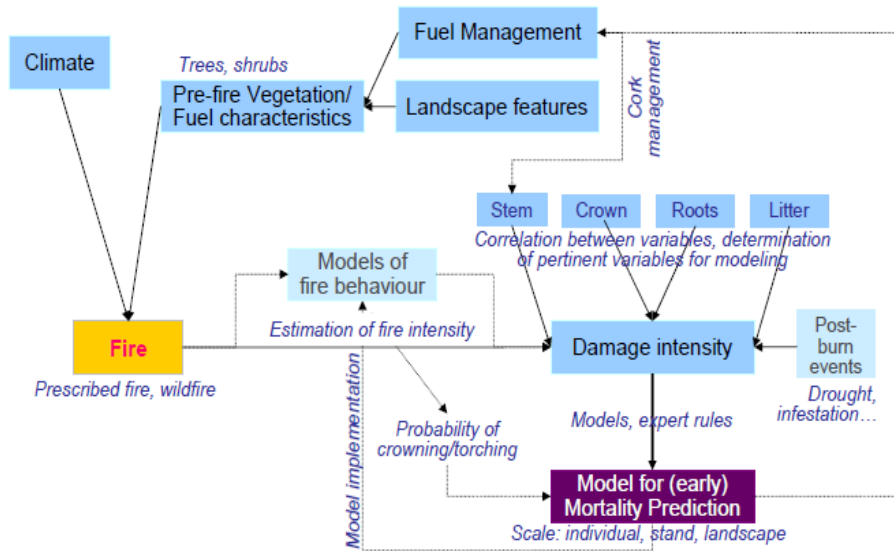 Fuel Management
Climate
Trees, shrubs
Pre-fire Vegetation/
Fuel characteristics
Landscape features
Cork
management
Stem
Crown
Roots
Litter
Correlation between variables, determination
of pertinent variables for modeling
Models of
fire behaviour
Estimation of fire intensity
Fire
Prescribed fire, wildfire
Damage intensity
Post-
burn
events
Drought,
infestation…
Models, expert rules
Probability of
crowning/torching
Model implementation
Model for (early)
Mortality Prediction
Scale: individual, stand, landscape